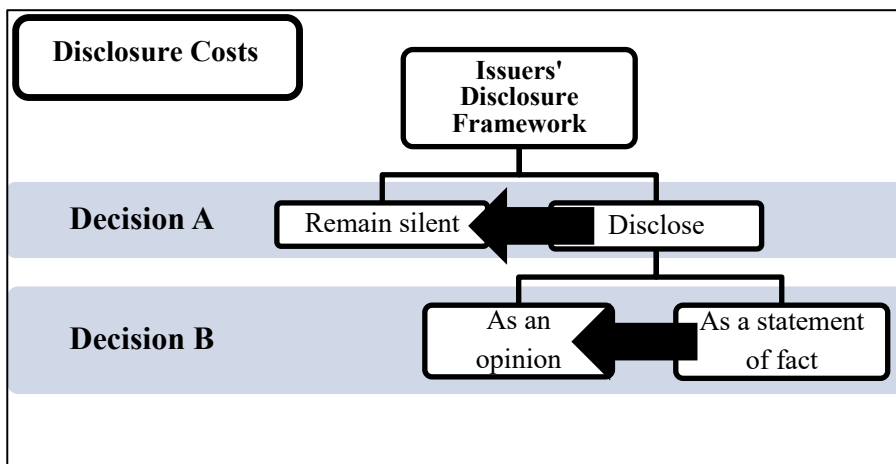 Disclosure Costs
Issuers'
Disclosure
Framework
Decision A
Remain silent
Disclose
Decision B
As an
opinion
As a statement
of fact